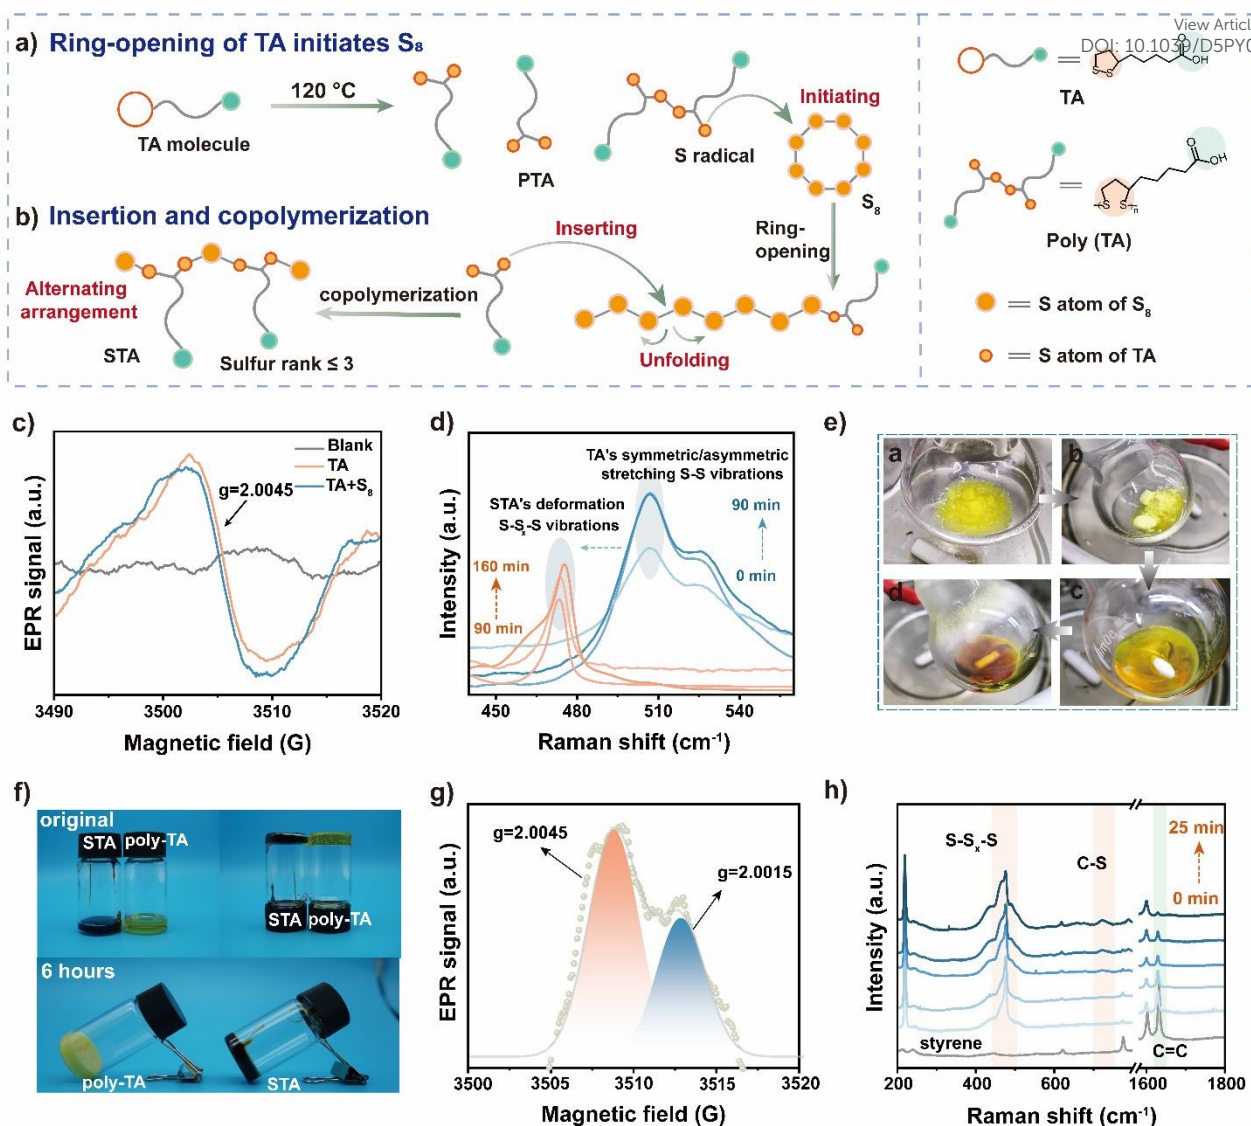 View Articl
DOI: 10.1039/D5PY0
a) Ring-opening of TA initiates S₈
120 °C
TA molecule
PTA
S radical
Initiating
S₈
b) Insertion and copolymerization
Inserting
Ring-
opening
Alternating
arrangement
copolymerization
STA
Sulfur rank ≤ 3
Unfolding
S-S
O
OH
TA
O
OH
S
S
n
Poly (TA)
S atom of S₈
S atom of TA
c)
EPR signal (a.u.)
Blank
TA
TA+S₈
g=2.0045
3490 3500 3510 3520
Magnetic field (G)
d)
Intensity (a.u.)
TA's symmetric/asymmetric
stretching S-S vibrations
STA's deformation
S-Sₓ-S vibrations
160 min
90 min
90 min
0 min
450 480 510 540
Raman shift (cm⁻¹)
e)
a
b
d
c
f)
original
STA poly-TA
STA poly-TA
6 hours
poly-TA
STA
g)
EPR signal (a.u.)
g=2.0045
g=2.0015
3500 3505 3510 3515 3520
Magnetic field (G)
h)
Intensity (a.u.)
S-Sₓ-S
C-S
25 min
0 min
styrene
C=C
200 400 600 1600 1800
Raman shift (cm⁻¹)